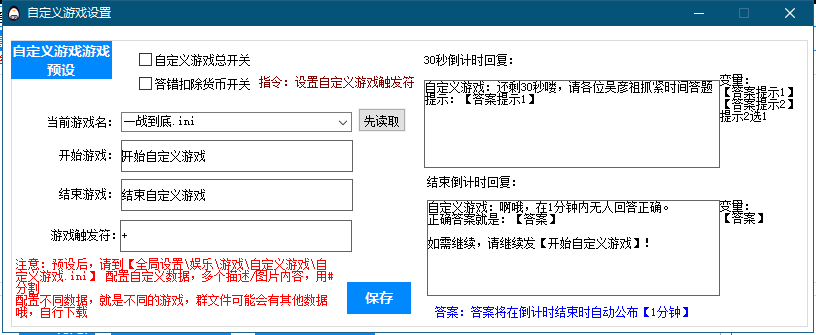 自定义游戏设置
自定义游戏游戏
预设
自定义游戏总开关
答错扣除货币开关
指令：设置自定义游戏触发符
当前游戏名：
一战到底.ini
先读取
开始游戏：
开始自定义游戏
结束游戏：
结束自定义游戏
游戏触发符：
+
注意：预设后，请到【全局设置\娱乐\游戏\自定义游戏\自
定义游戏.ini】 配置自定义数据，多个描述/图片内容，用#
分割
配置不同数据，就是不同的游戏，群文件可能会有其他数据
哦，自行下载
保存
30秒倒计时回复：
自定义游戏：还剩30秒喽，请各位吴彦祖抓紧时间答题
提示：【答案提示1】
变量：
【答案提示1】
【答案提示2】
提示2选1
结束倒计时回复：
自定义游戏：啊哦，在1分钟内无人回答正确。
正确答案就是：【答案】
如需继续，请继续发【开始自定义游戏】！
变量：
【答案】
答案：答案将在倒计时结束时自动公布【1分钟】